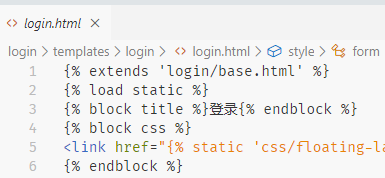 login.html ×
login > templates > login > <> login.html > style > form
1 {% extends 'login/base.html' %}
2 {% load static %}
3 {% block title %}登录{% endblock %}
4 {% block css %}
5 <link href="{% static 'css/floating-la
6 {% endblock %}